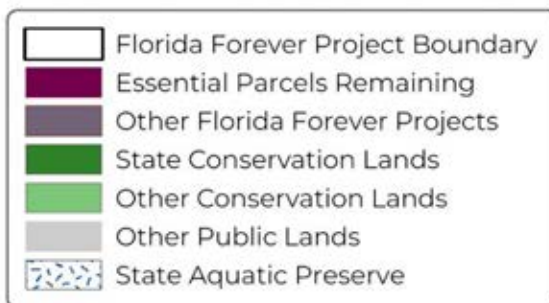 Florida Forever Project Boundary
Essential Parcels Remaining
Other Florida Forever Projects
State Conservation Lands
Other Conservation Lands
Other Public Lands
State Aquatic Preserve